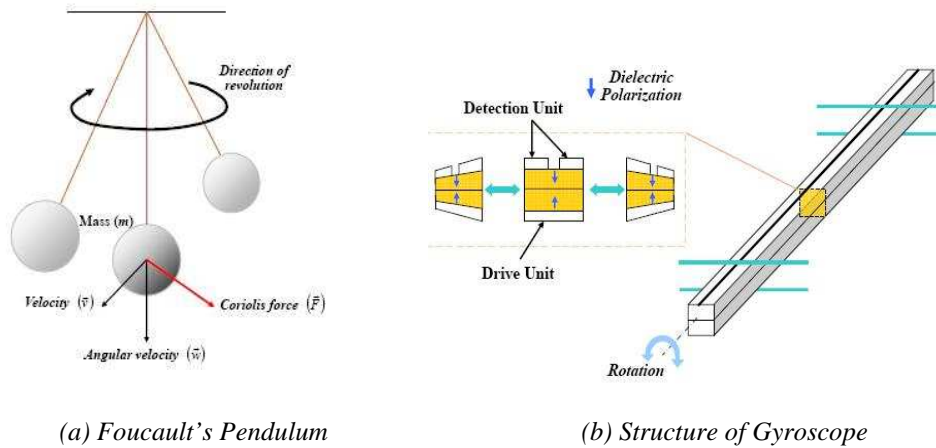 Direction of
revolution
Mass (m)
Velocity (v̄)
Coriolis force (F̄)
Angular velocity (w̄)
(a) Foucault's Pendulum
Dielectric
Polarization
Detection Unit
Drive Unit
Rotation
(b) Structure of Gyroscope